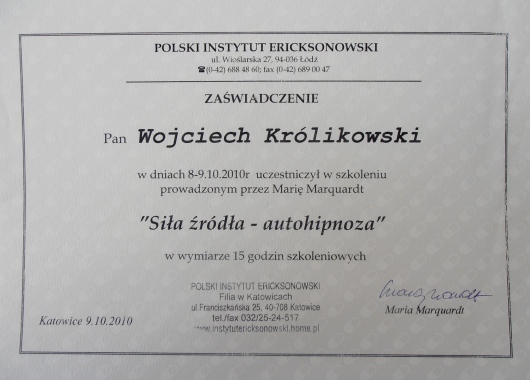 POLSKI INSTYTUT ERICKSONOWSKI
ul. Wioślarska 27, 94-036 Łódź
☎(0-42) 688 48 60; fax (0-42) 689 00 47
ZAŚWIADCZENIE
Pan Wojciech Królikowski
w dniach 8-9.10.2010r uczestniczył w szkoleniu
prowadzonym przez Marię Marquardt
"Siła źródła - autohipnoza"
w wymiarze 15 godzin szkoleniowych
POLSKI INSTYTUT ERICKSONOWSKI
Filia w Katowicach
ul. Franciszkańska 25, 40-708 Katowice
tel./fax 032/25-24-517
www.instytutericksonowski.home.pl
Maria Marquardt
Katowice 9.10.2010